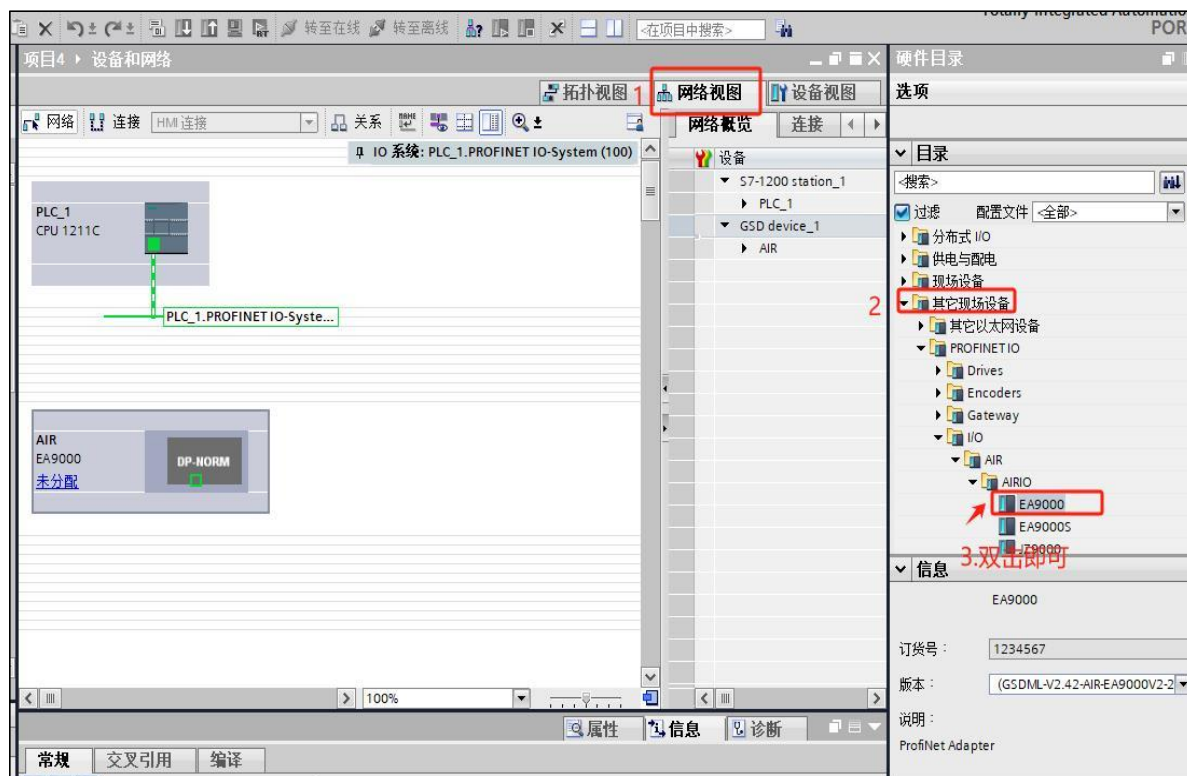 PORT
转至在线 转至离线 <在项目中搜索>
项目4 ▸ 设备和网络
拓扑视图 1 网络视图 设备视图
网络 连接 HMI 连接 关系
网络概览 连接
IO 系统: PLC_1.PROFINET IO-System (100)
PLC_1
CPU 1211C
PLC_1.PROFINET IO-Syste...
AIR
EA9000
未分配
DP-NORM
设备
S7-1200 station_1
PLC_1
GSD device_1
AIR
100%
属性 信息 诊断
常规 交叉引用 编译
硬件目录
选项
目录
<搜索>
过滤 配置文件 <全部>
分布式 I/O
供电与配电
现场设备
2 其它现场设备
其它以太网设备
PROFINET IO
Drives
Encoders
Gateway
I/O
AIR
AIRIO
EA9000
EA9000S
JZ9000
3.双击即可
信息
EA9000
订货号：
1234567
版本：
(GSDML-V2.42-AIR-EA9000V2-2
说明：
ProfiNet Adapter